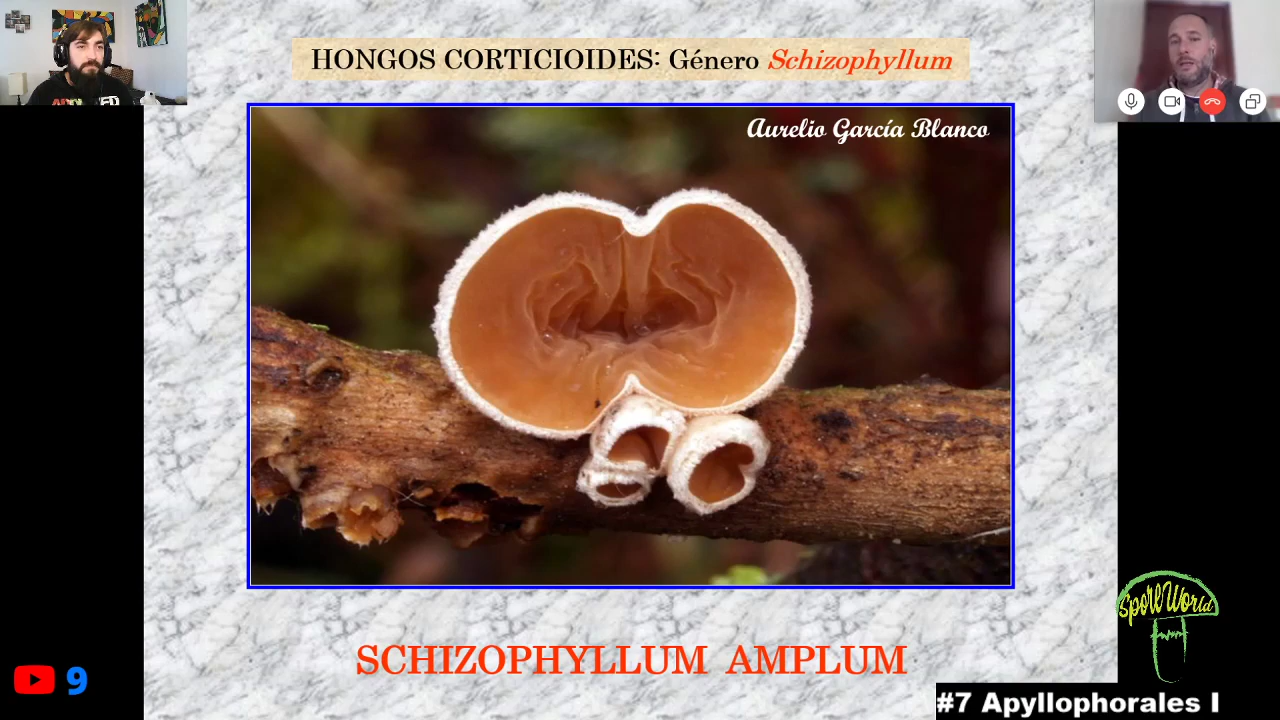 HONGOS CORTICIOIDES: Género Schizophyllum
Aurelio García Blanco
SCHIZOPHYLLUM AMPLUM
SporeWorld
9
#7 Apyllophorales I